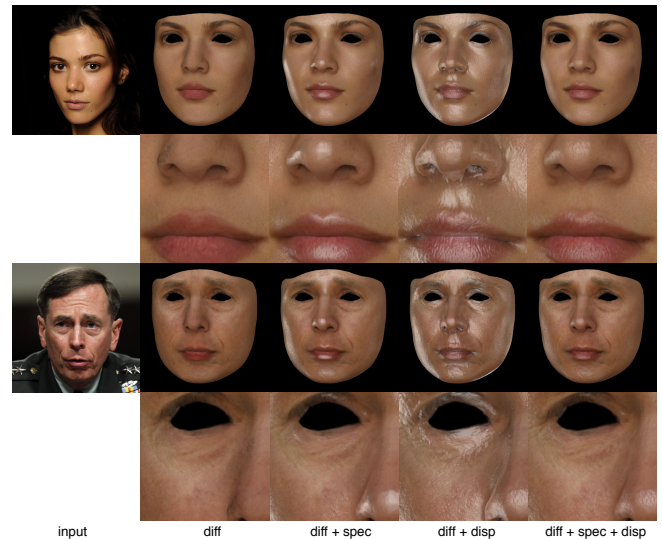 input
diff
diff + spec
diff + disp
diff + spec + disp